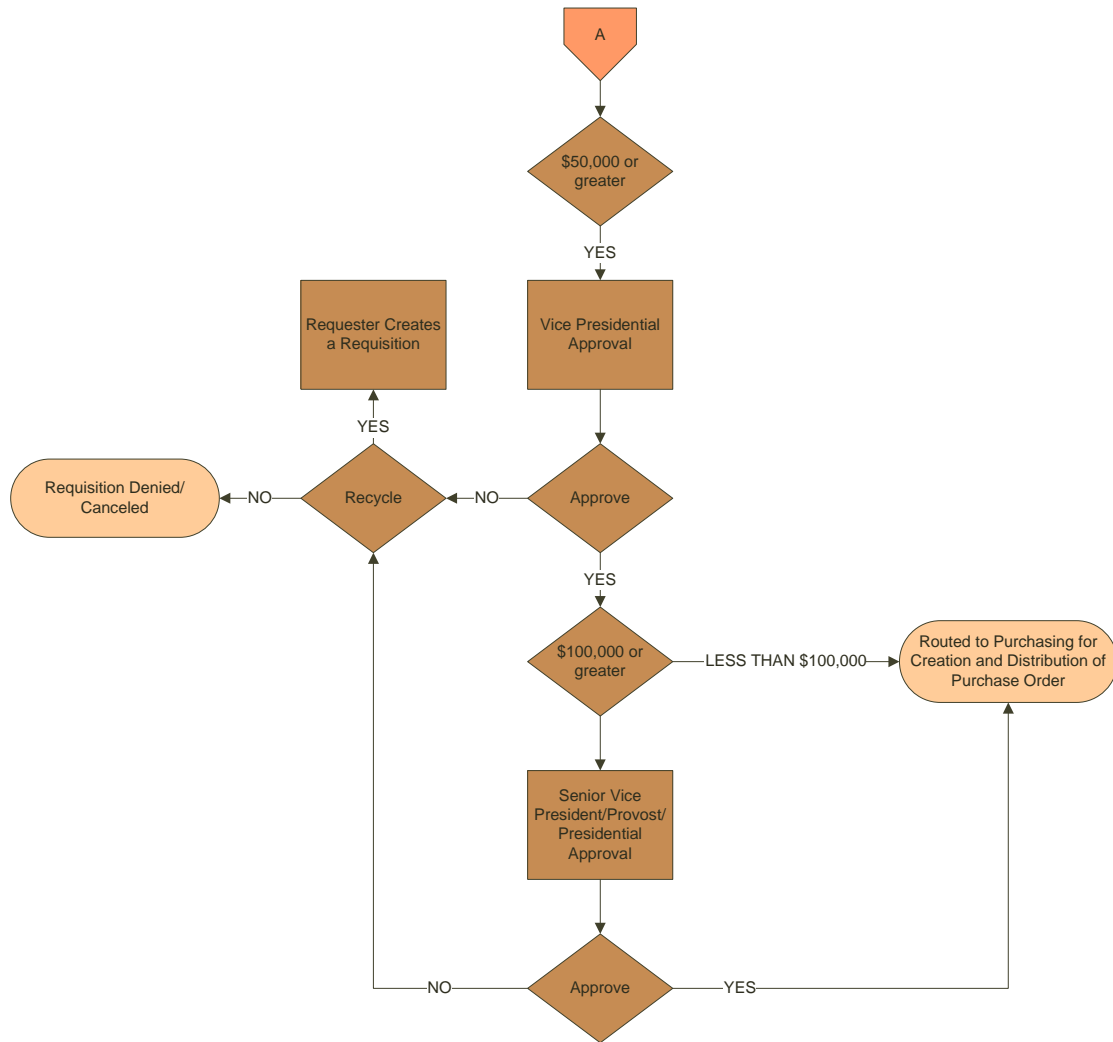 A
$50,000 or
greater
YES
Requester Creates
a Requisition
Vice Presidential
Approval
YES
Requisition Denied/
Canceled
NO
Recycle
NO
Approve
YES
$100,000 or
greater
LESS THAN $100,000
Routed to Purchasing for
Creation and Distribution of
Purchase Order
Senior Vice
President/Provost/
Presidential
Approval
NO
Approve
YES